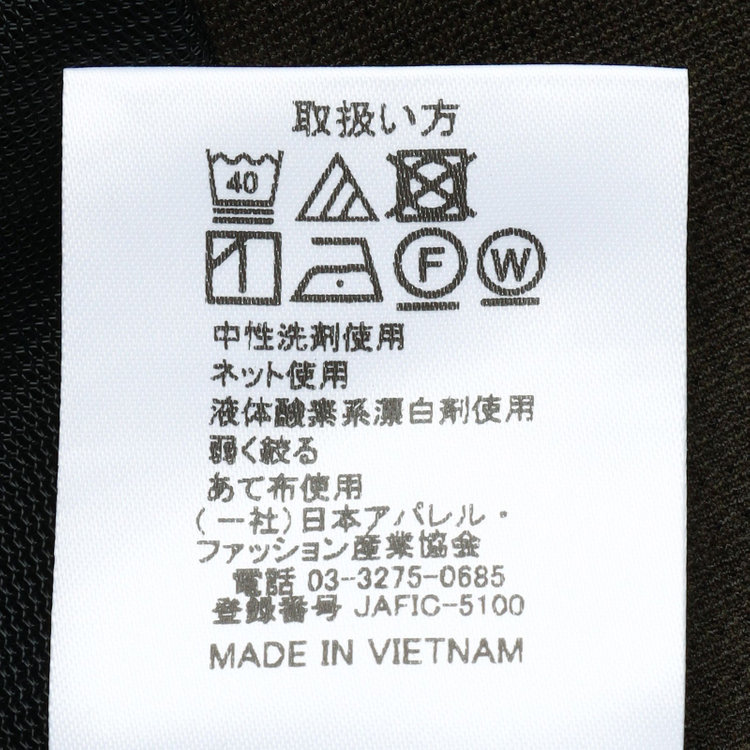 取扱い方
40
F W
中性洗剤使用
ネット使用
液体酸素系漂白剤使用
弱く絞る
あて布使用
(一社)日本アパレル・
ファッション産業協会
電話 03-3275-0685
登録番号 JAFIC-5100
MADE IN VIETNAM